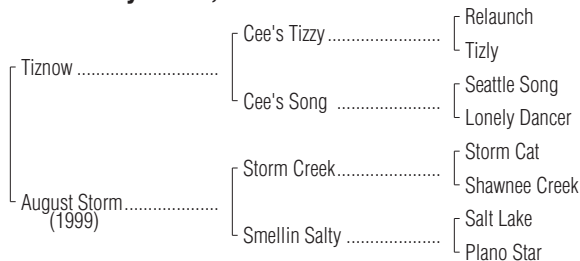 Relaunch
Cee's Tizzy ....................
Tizly
Tiznow .............................
Seattle Song
Cee's Song ...................
Lonely Dancer
Storm Cat
Storm Creek...................
Shawnee Creek
August Storm...................
(1999)
Salt Lake
Smellin Salty .................
Plano Star